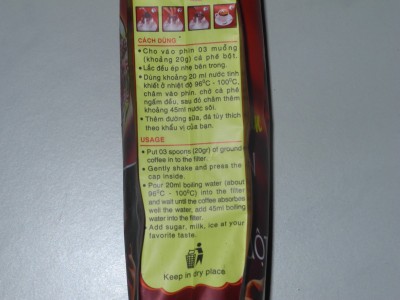 CÁCH DÙNG
• Cho vào phin 03 muỗng
(khoảng 20g) cà phê bột.
• Lắc đều ép nhẹ bên trong.
• Dùng khoảng 20 ml nước tinh
khiết ở nhiệt độ 96°C - 100°C,
châm vào phin, chờ cà phê
ngấm đều, sau đó châm thêm
khoảng 45ml nước sôi.
• Thêm đường sữa, đá tùy thích
theo khẩu vị của bạn.
USAGE
• Put 03 spoons (20gr) of ground
coffee in to the filter.
• Gently shake and press the
cap inside.
• Pour 20ml boiling water (about
96°C - 100°C) into the filter
and wait until the coffee absorbes
well the water, add 45ml boiling
water into the filter.
• Add sugar, milk, ice at your
favorite taste.
Keep in dry place